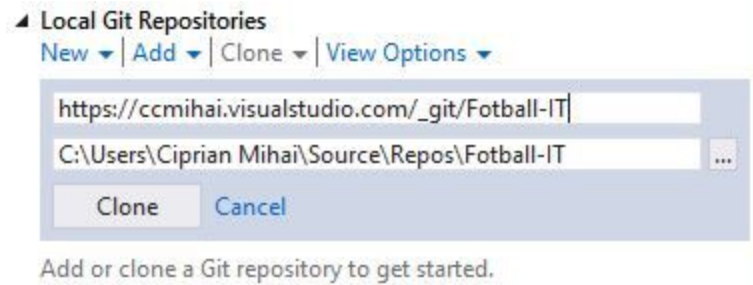 Local Git Repositories
New | Add | Clone | View Options
https://ccmihai.visualstudio.com/_git/Fotball-IT
C:\Users\Ciprian Mihai\Source\Repos\Fotball-IT ...
Clone Cancel
Add or clone a Git repository to get started.